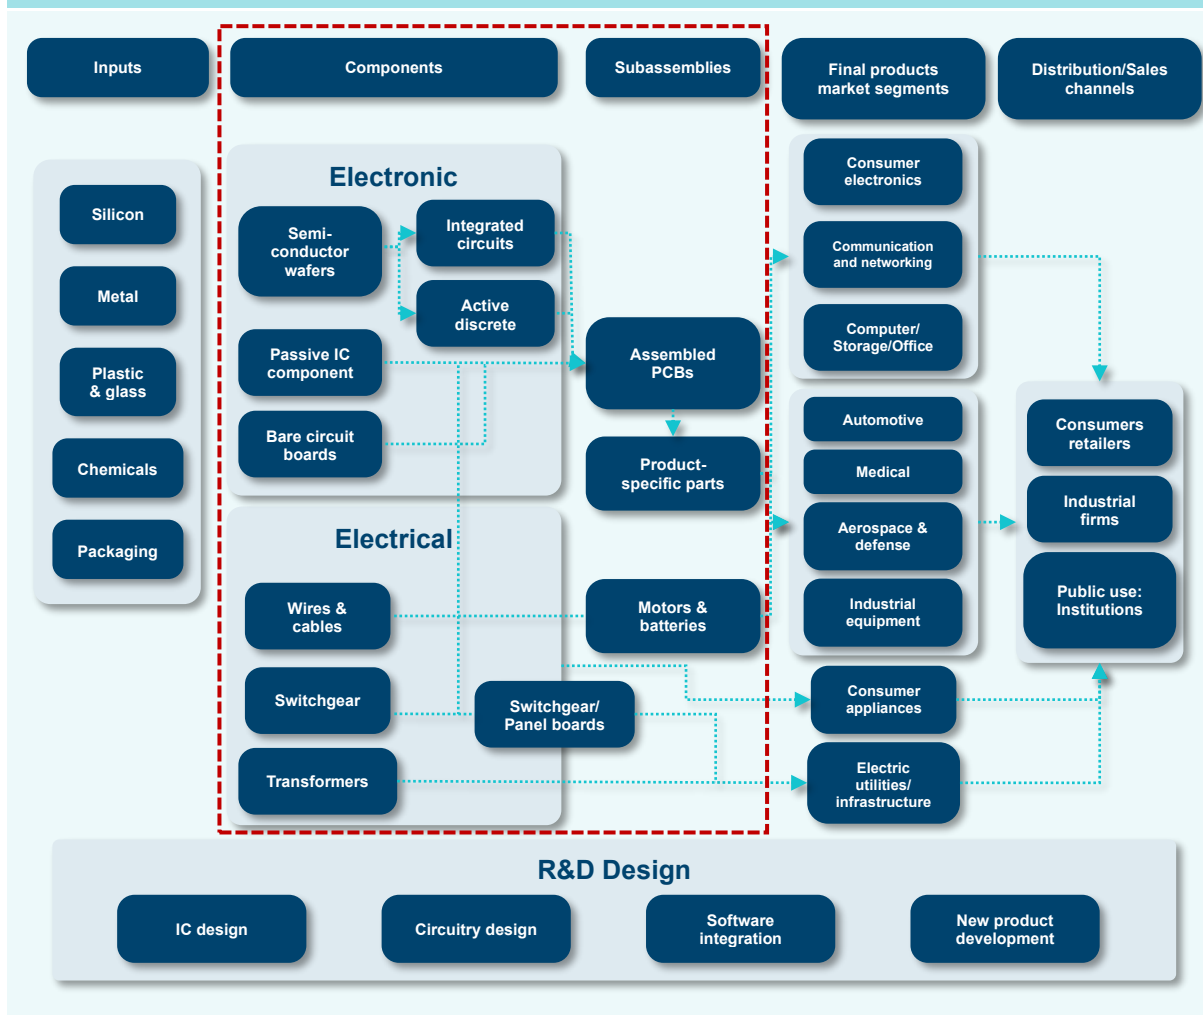 Inputs
Components
Subassemblies
Final products
market segments
Distribution/Sales
channels
Silicon
Metal
Plastic
& glass
Chemicals
Packaging
Electronic
Semi-
conductor
wafers
Integrated
circuits
Active
discrete
Passive IC
component
Bare circuit
boards
Electrical
Wires &
cables
Switchgear
Transformers
Assembled
PCBs
Product-
specific parts
Motors &
batteries
Switchgear/
Panel boards
Consumer
electronics
Communication
and networking
Computer/
Storage/Office
Automotive
Medical
Aerospace &
defense
Industrial
equipment
Consumer
appliances
Electric
utilities/
infrastructure
Consumers
retailers
Industrial
firms
Public use:
Institutions
R&D Design
IC design
Circuitry design
Software
integration
New product
development